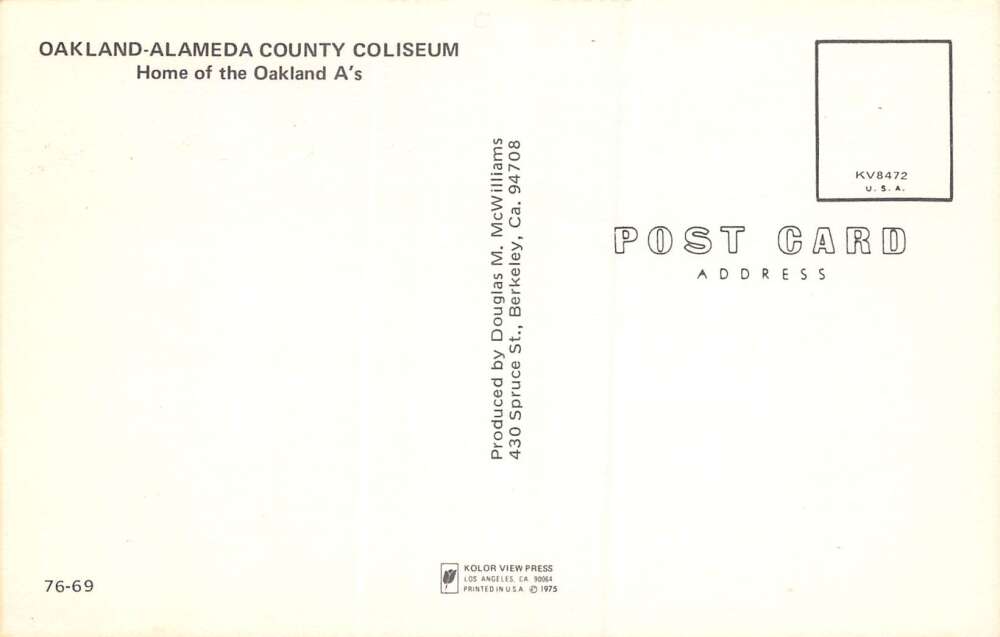 OAKLAND-ALAMEDA COUNTY COLISEUM
Home of the Oakland A's
Produced by Douglas M. McWilliams
430 Spruce St., Berkeley, Ca. 94708
KV8472
U. S. A.
POST CARD
ADDRESS
76-69
KOLOR VIEW PRESS
LOS ANGELES, CA 90064
PRINTED IN U.S.A. © 1975